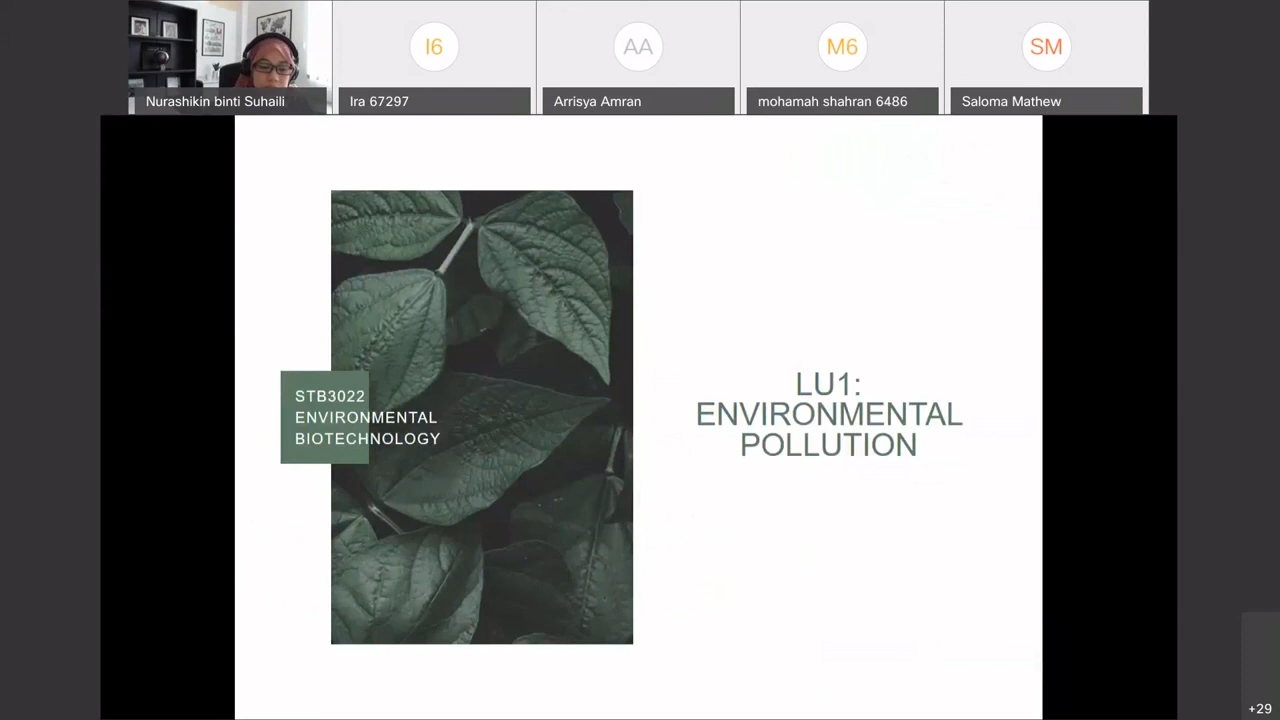 I6
AA
M6
SM
Nurashikin binti Suhaili
Ira 67297
Arrisya Amran
mohamah shahran 6486
Saloma Mathew
STB3022
ENVIRONMENTAL
BIOTECHNOLOGY
LU1:
ENVIRONMENTAL
POLLUTION
+29